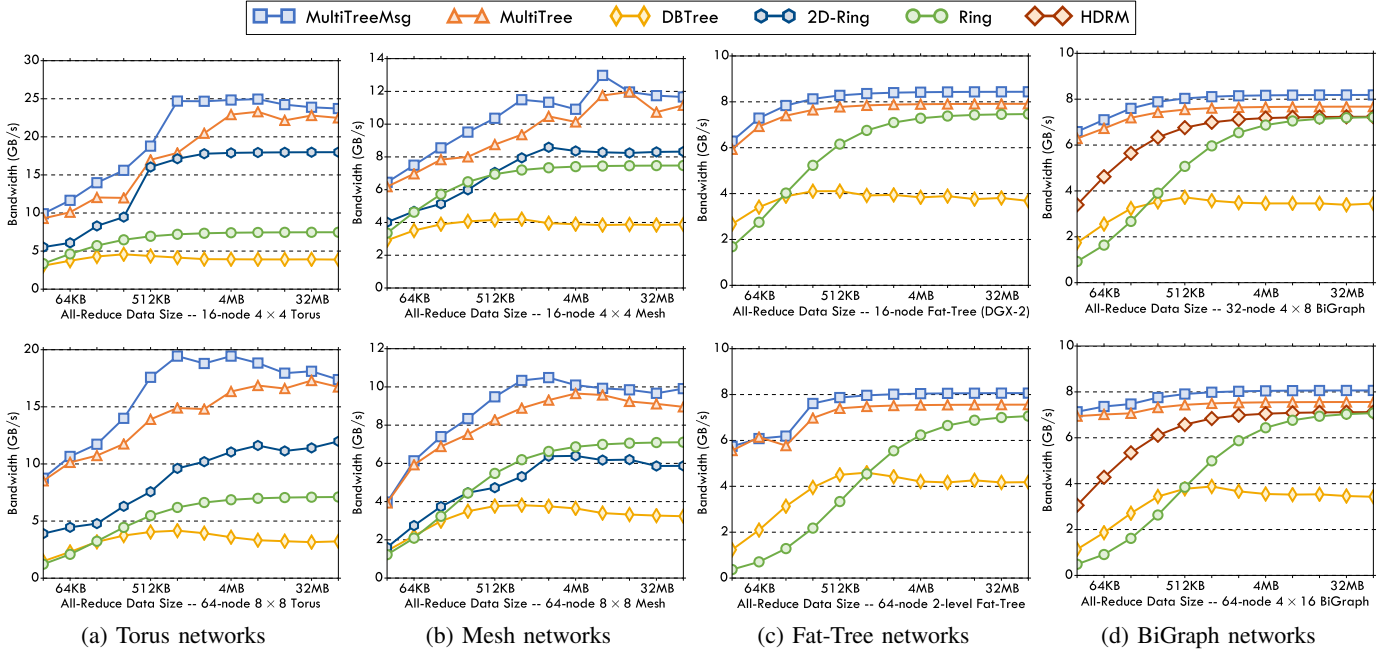 MultiTreeMsg MultiTree DBTree 2D-Ring Ring HDRM
30
25
20
15
10
5
0
Bandwidth (GB/s)
64KB 512KB 4MB 32MB
All-Reduce Data Size -- 16-node 4 × 4 Torus
14
12
10
8
6
4
2
0
Bandwidth (GB/s)
64KB 512KB 4MB 32MB
All-Reduce Data Size -- 16-node 4 × 4 Mesh
10
8
6
4
2
0
Bandwidth (GB/s)
64KB 512KB 4MB 32MB
All-Reduce Data Size -- 16-node Fat-Tree (DGX-2)
10
8
6
4
2
0
Bandwidth (GB/s)
64KB 512KB 4MB 32MB
All-Reduce Data Size -- 32-node 4 × 8 BiGraph
20
15
10
5
0
Bandwidth (GB/s)
64KB 512KB 4MB 32MB
All-Reduce Data Size -- 64-node 8 × 8 Torus
12
10
8
6
4
2
0
Bandwidth (GB/s)
64KB 512KB 4MB 32MB
All-Reduce Data Size -- 64-node 8 × 8 Mesh
10
8
6
4
2
0
Bandwidth (GB/s)
64KB 512KB 4MB 32MB
All-Reduce Data Size -- 64-node 2-level Fat-Tree
10
8
6
4
2
0
Bandwidth (GB/s)
64KB 512KB 4MB 32MB
All-Reduce Data Size -- 64-node 4 × 16 BiGraph
(a) Torus networks
(b) Mesh networks
(c) Fat-Tree networks
(d) BiGraph networks